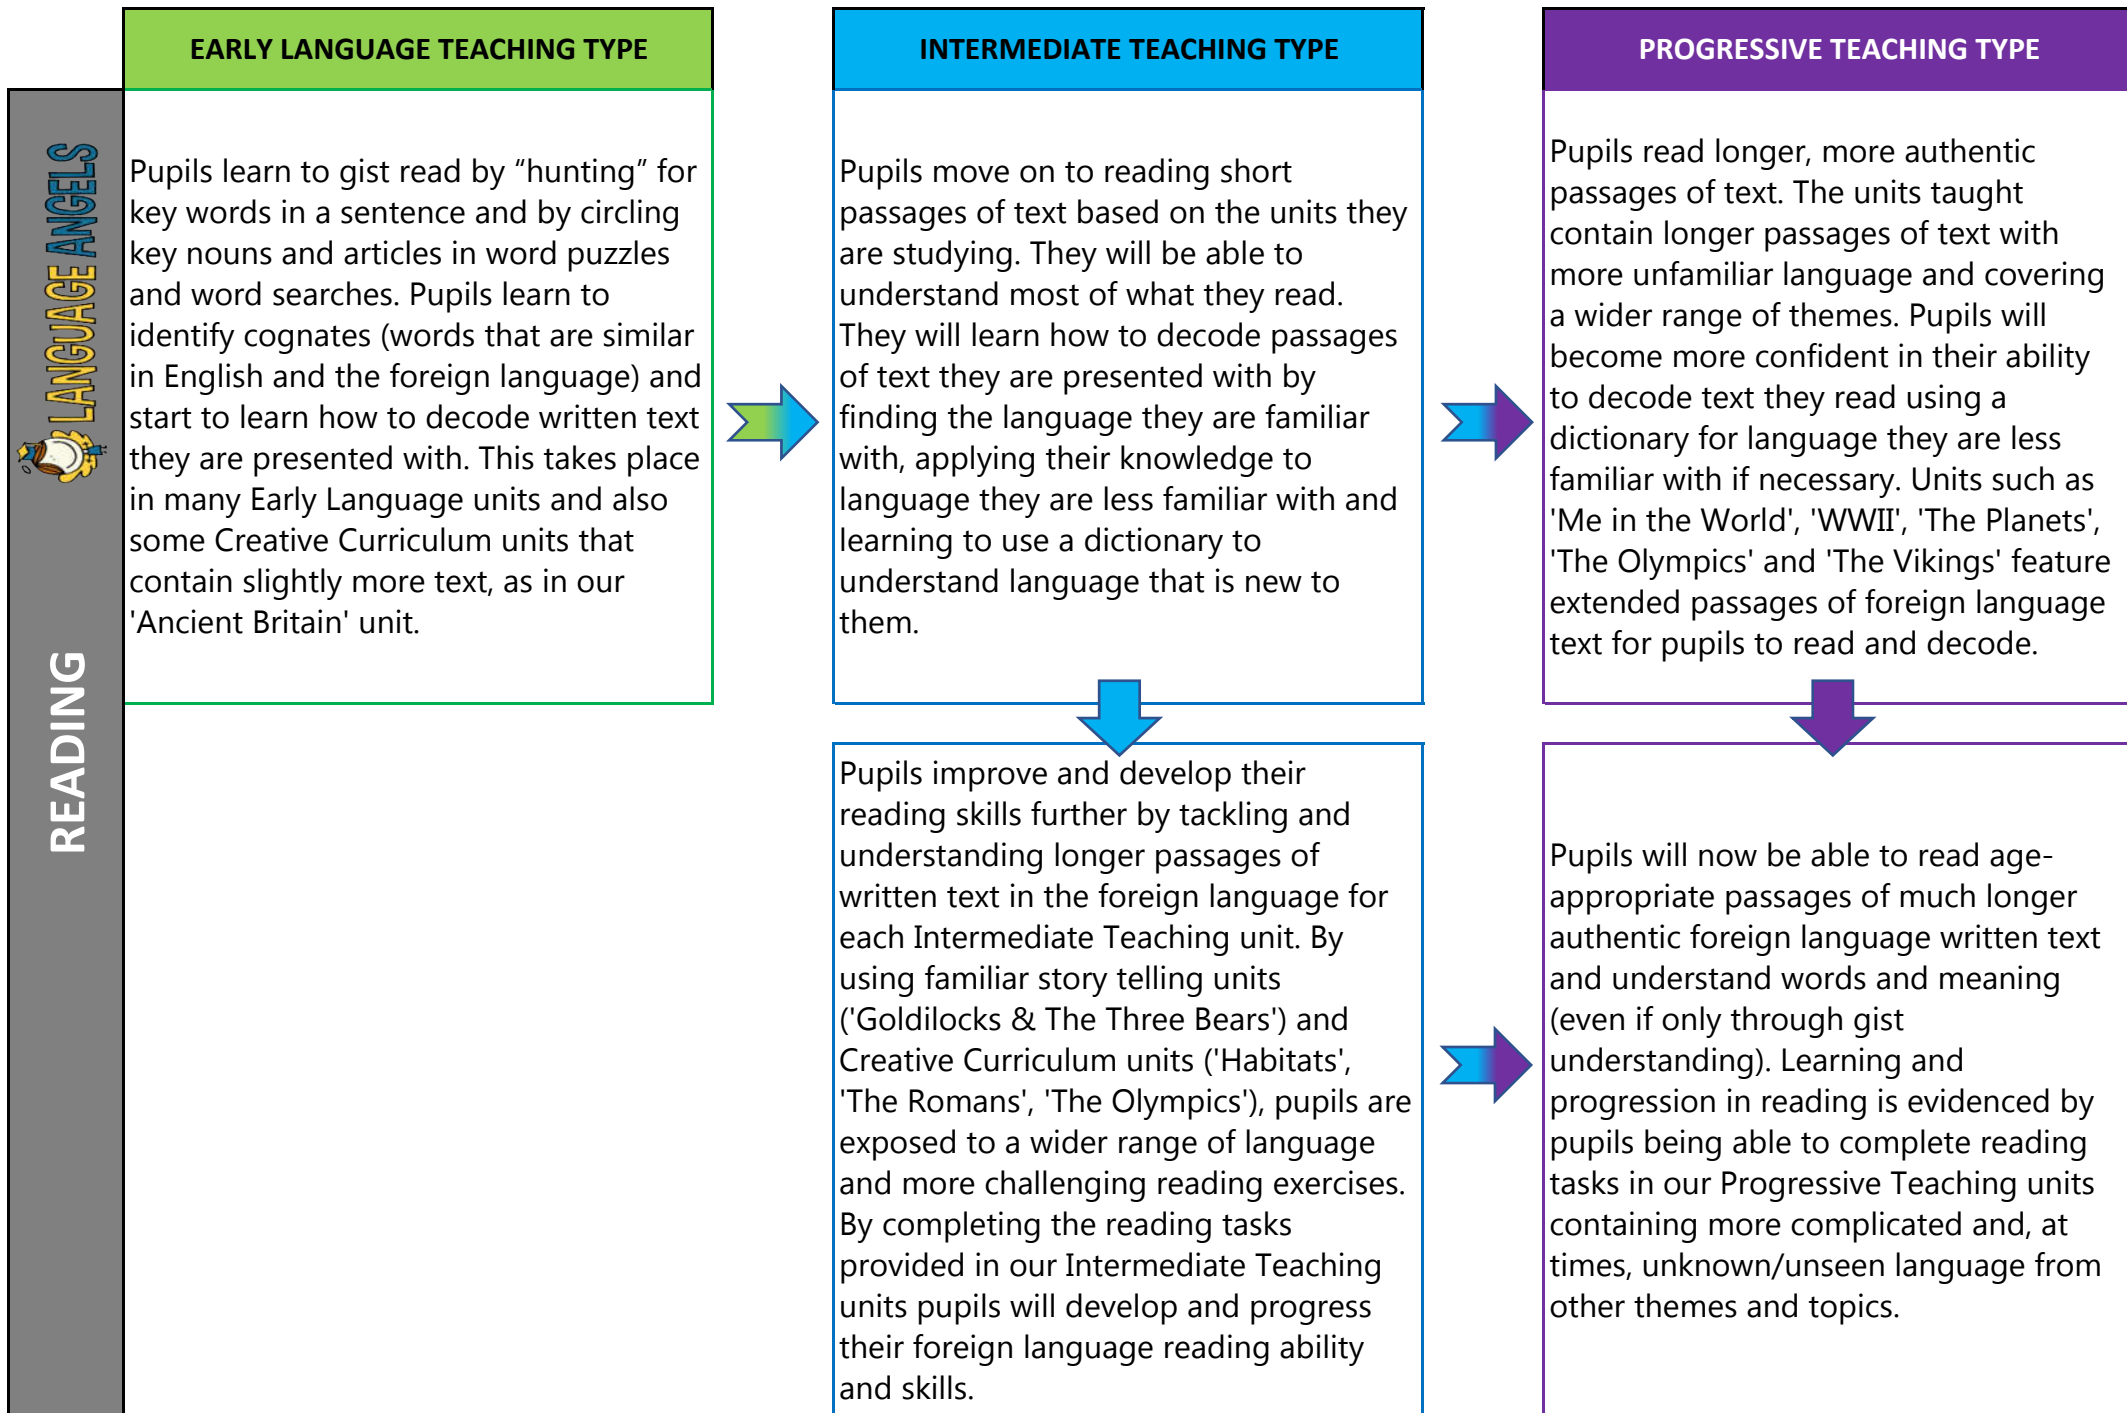 EARLY LANGUAGE TEACHING TYPE
INTERMEDIATE TEACHING TYPE
PROGRESSIVE TEACHING TYPE
LANGUAGE ANGELS
READING
Pupils learn to gist read by “hunting” for
key words in a sentence and by circling
key nouns and articles in word puzzles
and word searches. Pupils learn to
identify cognates (words that are similar
in English and the foreign language) and
start to learn how to decode written text
they are presented with. This takes place
in many Early Language units and also
some Creative Curriculum units that
contain slightly more text, as in our
'Ancient Britain' unit.
Pupils move on to reading short
passages of text based on the units they
are studying. They will be able to
understand most of what they read.
They will learn how to decode passages
of text they are presented with by
finding the language they are familiar
with, applying their knowledge to
language they are less familiar with and
learning to use a dictionary to
understand language that is new to
them.
Pupils read longer, more authentic
passages of text. The units taught
contain longer passages of text with
more unfamiliar language and covering
a wider range of themes. Pupils will
become more confident in their ability
to decode text they read using a
dictionary for language they are less
familiar with if necessary. Units such as
'Me in the World', 'WWII', 'The Planets',
'The Olympics' and 'The Vikings' feature
extended passages of foreign language
text for pupils to read and decode.
Pupils improve and develop their
reading skills further by tackling and
understanding longer passages of
written text in the foreign language for
each Intermediate Teaching unit. By
using familiar story telling units
('Goldilocks & The Three Bears') and
Creative Curriculum units ('Habitats',
'The Romans', 'The Olympics'), pupils are
exposed to a wider range of language
and more challenging reading exercises.
By completing the reading tasks
provided in our Intermediate Teaching
units pupils will develop and progress
their foreign language reading ability
and skills.
Pupils will now be able to read age-
appropriate passages of much longer
authentic foreign language written text
and understand words and meaning
(even if only through gist
understanding). Learning and
progression in reading is evidenced by
pupils being able to complete reading
tasks in our Progressive Teaching units
containing more complicated and, at
times, unknown/unseen language from
other themes and topics.